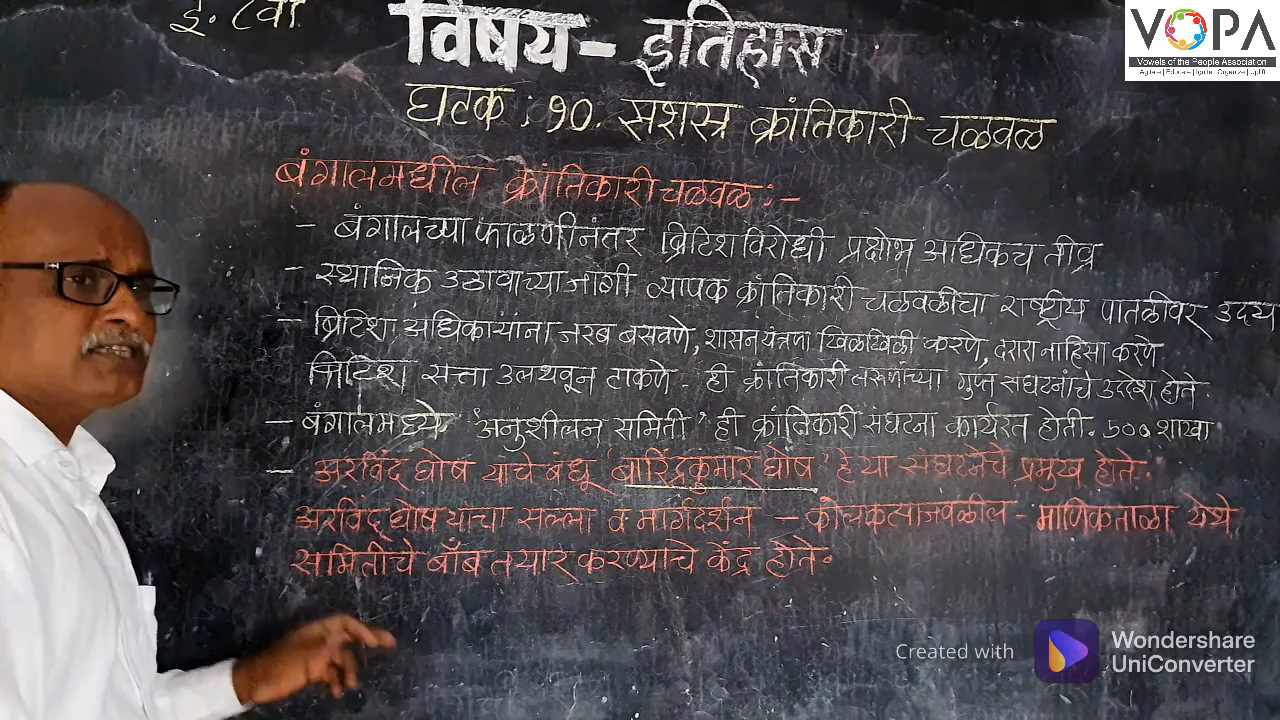 इ. ८वी
विषय - इतिहास
VOPA
Vowels of the People Association
घटक : १०. सशस्त्र क्रांतिकारी चळवळ
बंगालमधील क्रांतिकारी चळवळ :-
- बंगालच्या फाळणीनंतर ब्रिटिश विरोधी प्रक्षोभ अधिकच तीव्र
- स्थानिक उठावाच्या जागी व्यापक क्रांतिकारी चळवळीचा राष्ट्रीय पातळीवर उदय
- ब्रिटिश अधिकाऱ्यांना जरब बसवणे, शासन यंत्रणा खिळखिळी करणे, दरारा नाहिसा करणे
ब्रिटिश सत्ता उलथवून टाकणे - ही क्रांतिकारी तरूणांच्या गुप्त संघटनांचे उद्देश होते.
- बंगालमध्ये 'अनुशीलन समिती' ही क्रांतिकारी संघटना कार्यरत होती. ५०० शाखा
- अरविंद घोष यांचे बंधू 'बारिंद्रकुमार घोष' हे या संघटनेचे प्रमुख होते.
अरविंद घोष यांचा सल्ला व मार्गदर्शन - कोलकत्ताजवळील - माणिकताळा येथे
समितीचे बॉंब तयार करण्याचे केंद्र होते.
Created with Wondershare
UniConverter